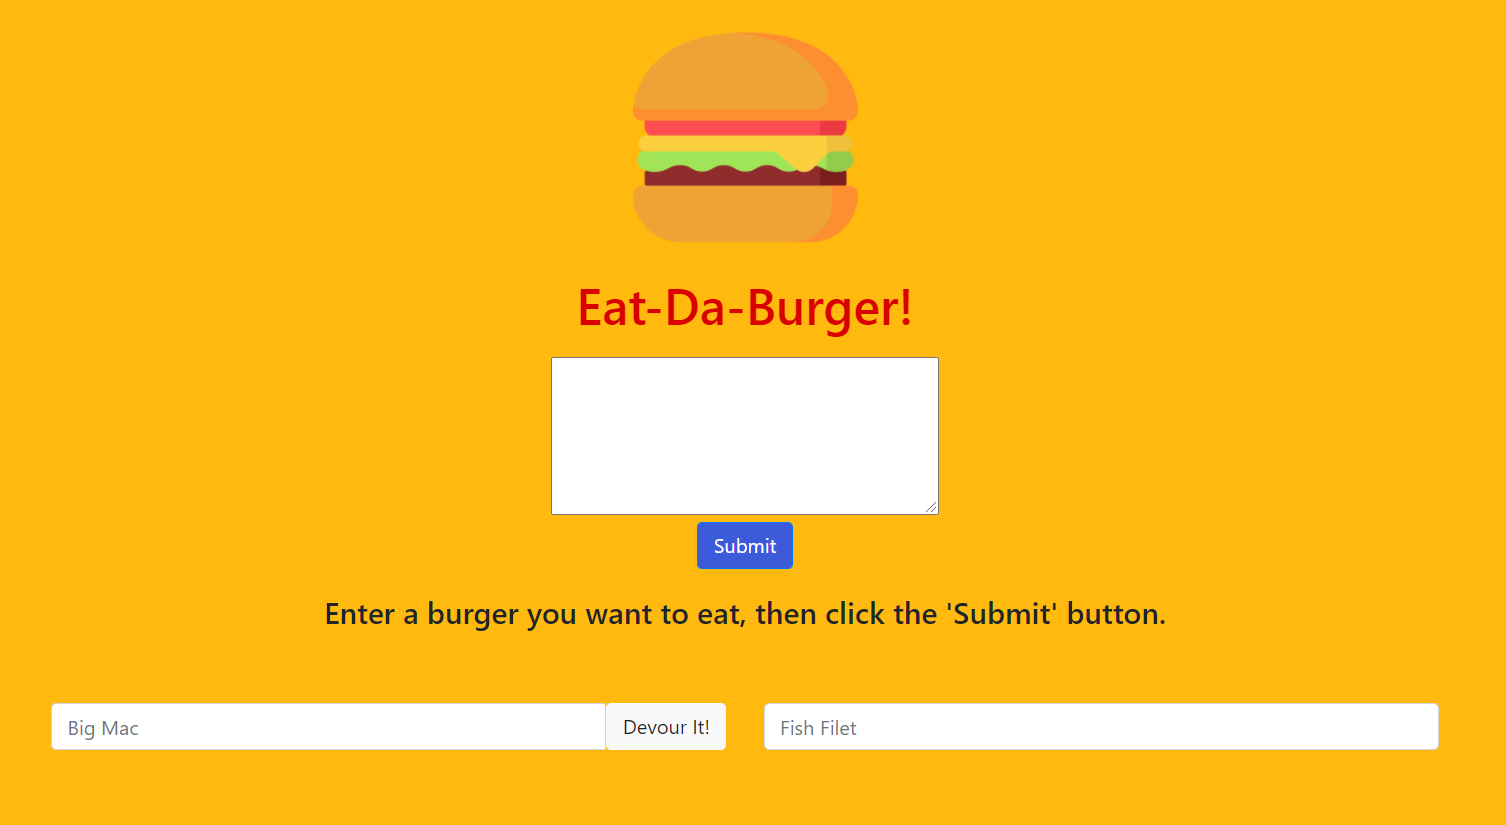 Eat-Da-Burger!
Submit
Enter a burger you want to eat, then click the 'Submit' button.
Big Mac
Devour It!
Fish Filet